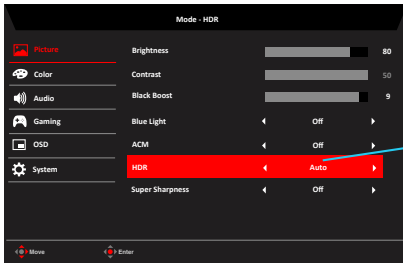 Mode - HDR
Picture
Brightness 80
Color
Contrast 50
Audio
Black Boost 9
Gaming
Blue Light Off
OSD
ACM Off
System
HDR Auto
Super Sharpness Off
Move Enter